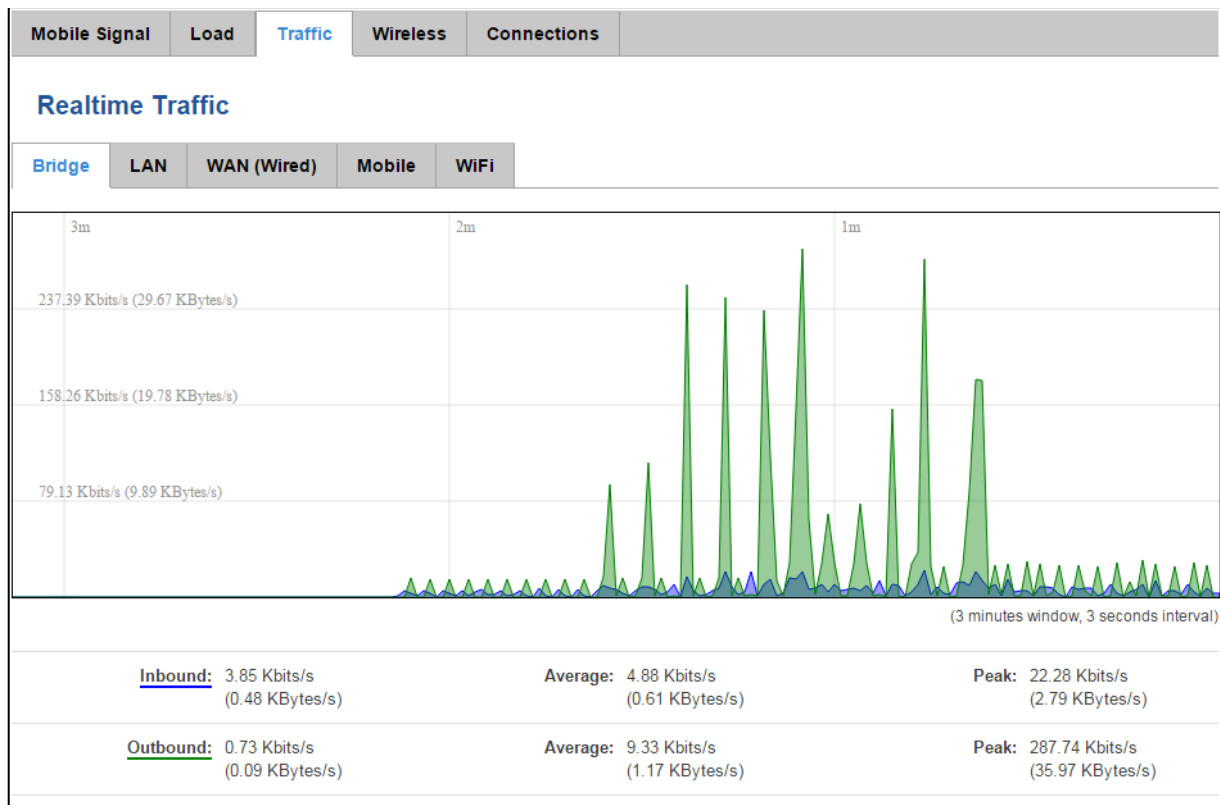 Mobile Signal Load Traffic Wireless Connections
Realtime Traffic
Bridge LAN WAN (Wired) Mobile WiFi
3m 2m 1m
237.39 Kbits/s (29.67 KBytes/s)
158.26 Kbits/s (19.78 KBytes/s)
79.13 Kbits/s (9.89 KBytes/s)
(3 minutes window, 3 seconds interval)
Inbound: 3.85 Kbits/s Average: 4.88 Kbits/s Peak: 22.28 Kbits/s
(0.48 KBytes/s) (0.61 KBytes/s) (2.79 KBytes/s)
Outbound: 0.73 Kbits/s Average: 9.33 Kbits/s Peak: 287.74 Kbits/s
(0.09 KBytes/s) (1.17 KBytes/s) (35.97 KBytes/s)